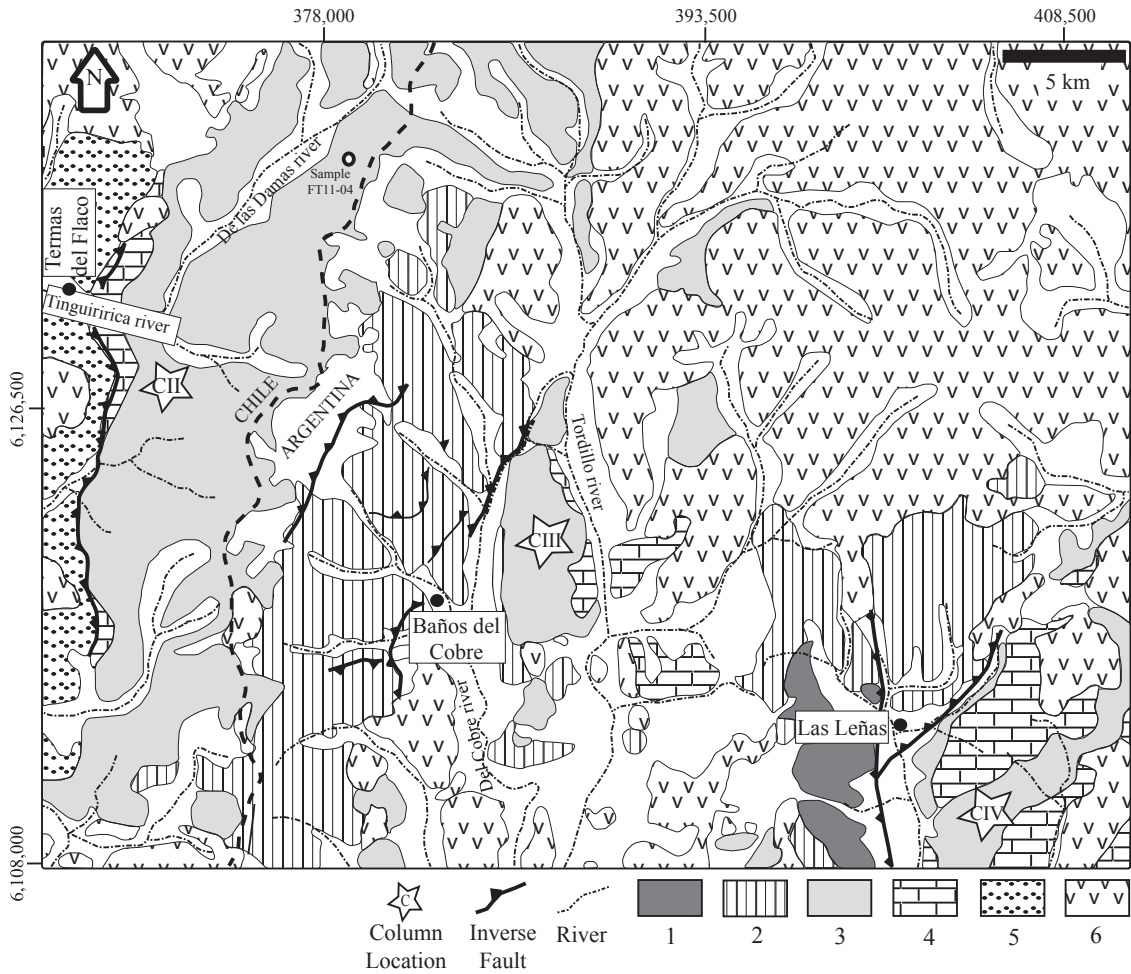 378,000
393,500
408,500
N
5 km
De las Damas river
Sample
FT11-04
Termas
del Flaco
Tinguiririca river
CII
6,126,500
CHILE
ARGENTINA
Tordillo river
CIII
Baños del
Cobre
Del Cobre river
Las Leñas
CIV
6,108,000
C
Column
Location
Inverse
Fault
River
1
2
3
4
5
6